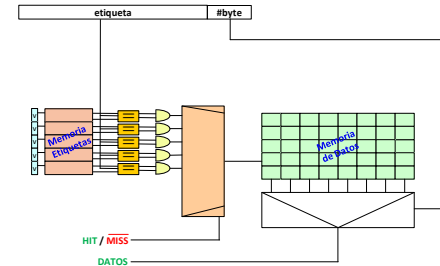 etiqueta
#byte
V
V
V
V
V
Memoria
Etiquetas
=
=
=
=
=
Memoria
de Datos
HIT / MISS
DATOS